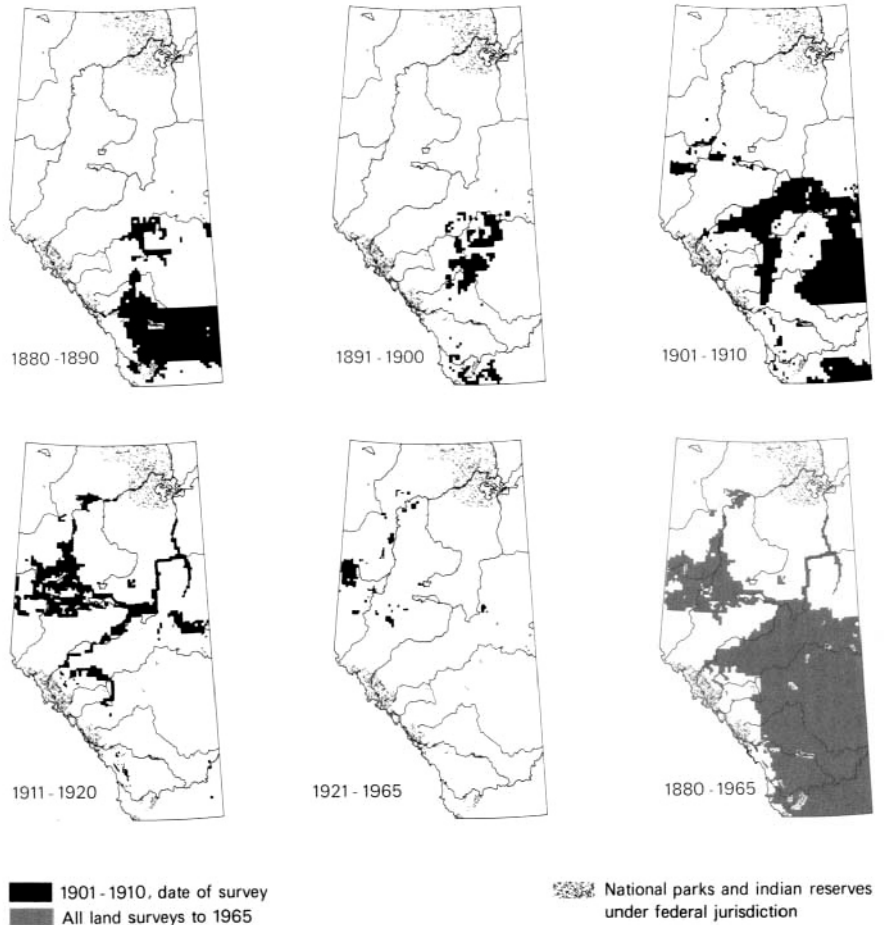 1880 - 1890
1891 - 1900
1901 - 1910
1911 - 1920
1921 - 1965
1880 - 1965
1901 - 1910, date of survey
All land surveys to 1965
National parks and indian reserves
under federal jurisdiction